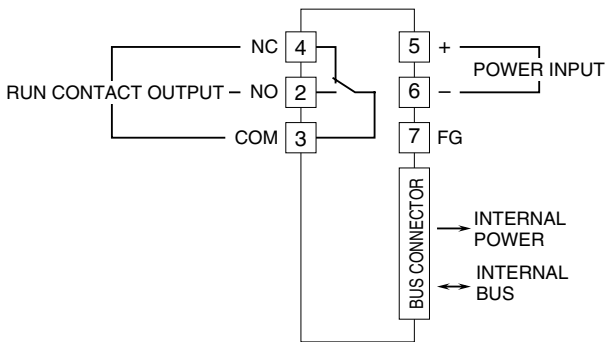 NC 4
RUN CONTACT OUTPUT NO 2
COM 3
5 +
6 −
POWER INPUT
7 FG
BUS CONNECTOR
INTERNAL
POWER
INTERNAL
BUS